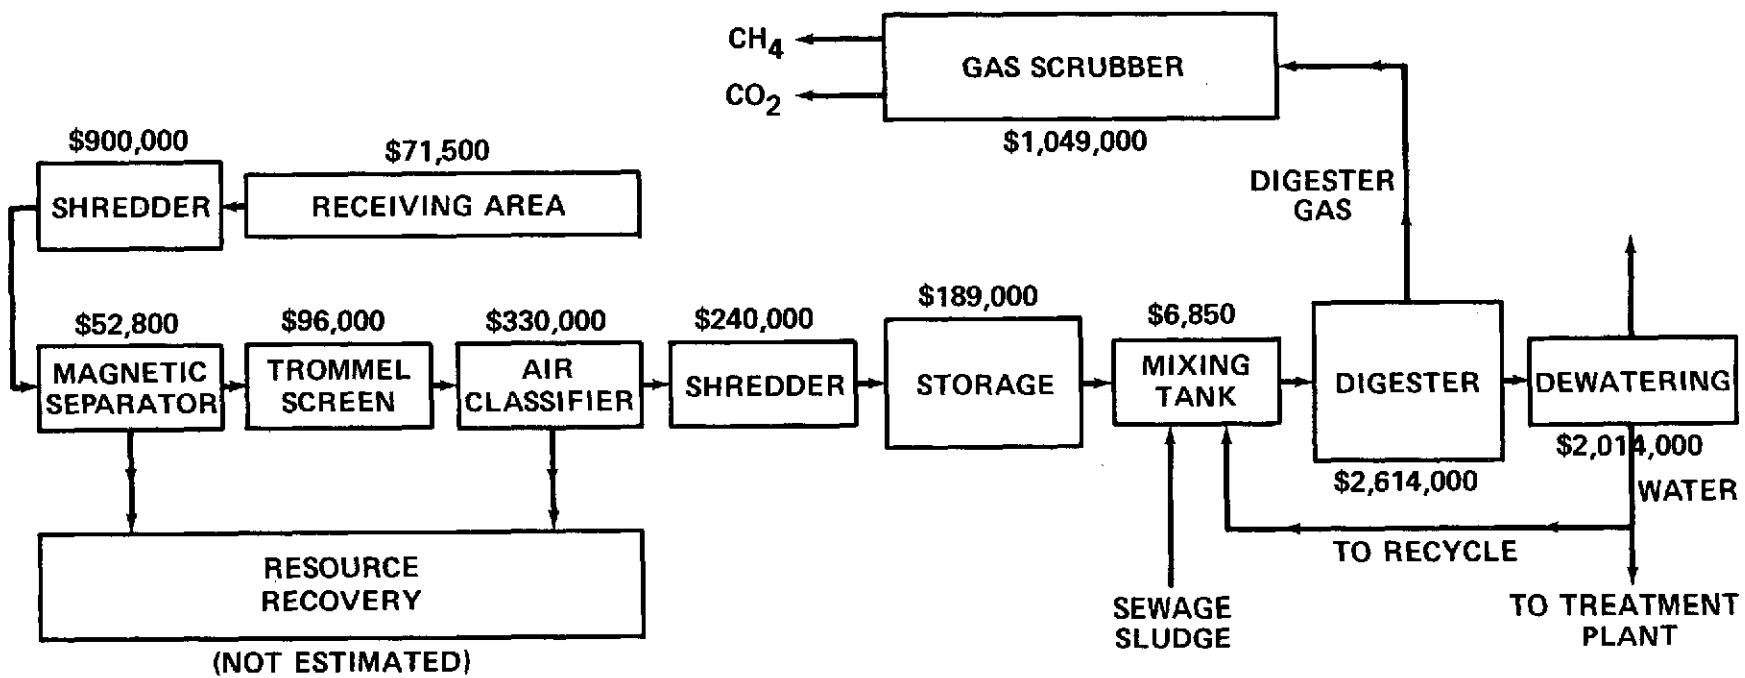 CH4
CO2
GAS SCRUBBER
$1,049,000
$900,000
SHREDDER
$71,500
RECEIVING AREA
DIGESTER
GAS
$52,800
MAGNETIC
SEPARATOR
$96,000
TROMMEL
SCREEN
$330,000
AIR
CLASSIFIER
$240,000
SHREDDER
$189,000
STORAGE
$6,850
MIXING
TANK
DIGESTER
$2,614,000
DEWATERING
$2,014,000
WATER
TO RECYCLE
RESOURCE
RECOVERY
(NOT ESTIMATED)
SEWAGE
SLUDGE
TO TREATMENT
PLANT